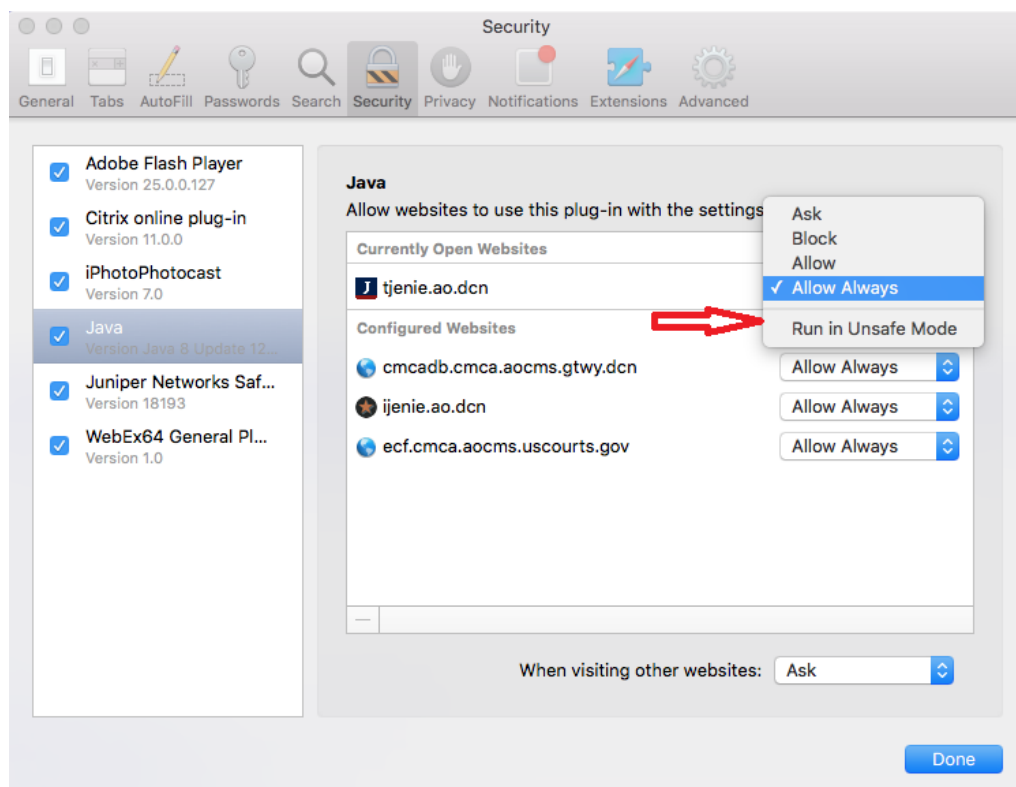 Security
General Tabs AutoFill Passwords Search Security Privacy Notifications Extensions Advanced
Adobe Flash Player
Version 25.0.0.127
Citrix online plug-in
Version 11.0.0
iPhotoPhotocast
Version 7.0
Java
Version Java 8 Update 12...
Juniper Networks Saf...
Version 18193
WebEx64 General Pl...
Version 1.0
Java
Allow websites to use this plug-in with the settings
Currently Open Websites
tjenie.ao.dcn
Configured Websites
cmcadb.cmca.aocms.gtwy.dcn Allow Always
ijenie.ao.dcn Allow Always
ecf.cmca.aocms.uscourts.gov Allow Always
Ask
Block
Allow
✓ Allow Always
Run in Unsafe Mode
When visiting other websites: Ask
Done